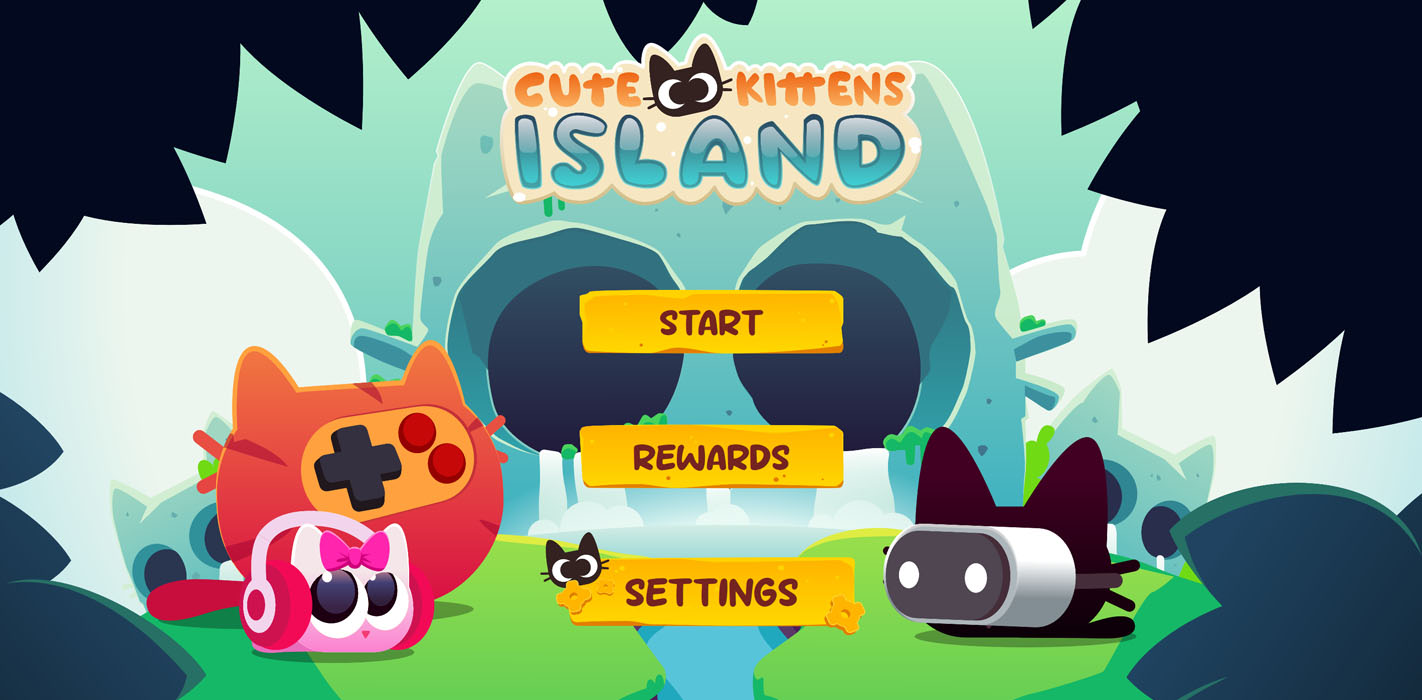 CUTE KITTENS
ISLAND
START
REWARDS
SETTINGS